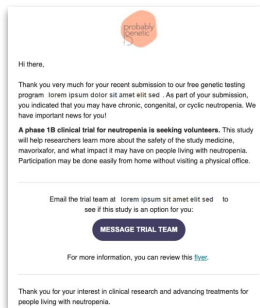 probably
genetic
Hi there,
Thank you very much for your recent submission to our free genetic testing
program lorem ipsum dolor sit amet elit sed . As part of your submission,
you indicated that you may have chronic, congenital, or cyclic neutropenia. We
have important news for you!
A phase 1B clinical trial for neutropenia is seeking volunteers. This study
will help researchers learn more about the safety of the study medicine,
mavorixafor, and what impact it may have on people living with neutropenia.
Participation may be done easily from home without visiting a physical office.
Email the trial team at lorem ipsum sit amet elit sed to
see if this study is an option for you:
MESSAGE TRIAL TEAM
For more information, you can review this flyer.
Thank you for your interest in clinical research and advancing treatments for
people living with neutropenia.